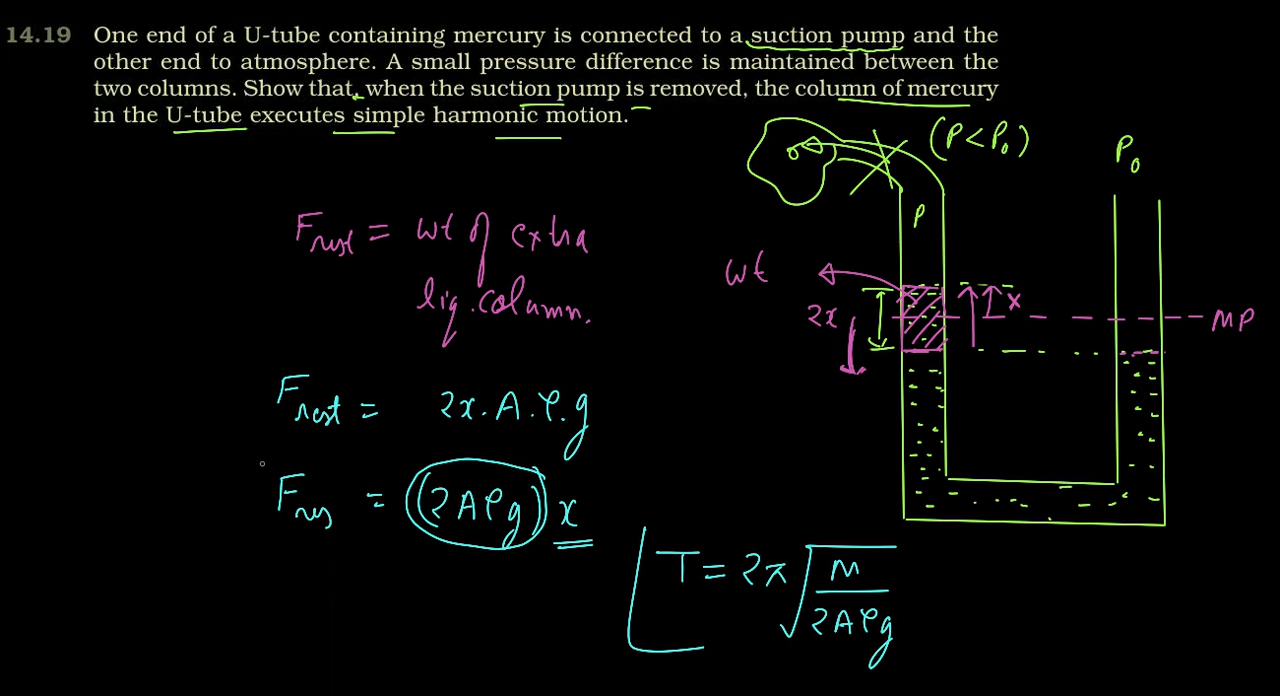 14.19 One end of a U-tube containing mercury is connected to a suction pump and the
other end to atmosphere. A small pressure difference is maintained between the
two columns. Show that, when the suction pump is removed, the column of mercury
in the U-tube executes simple harmonic motion.
(P < P₀)
P₀
P
F rest = wt of extra
liq. column.
wt
x
2x
MP
F rest = 2x. A. ρ. g
F res = (2Aρg) x
T = 2π √(M / 2Aρg)